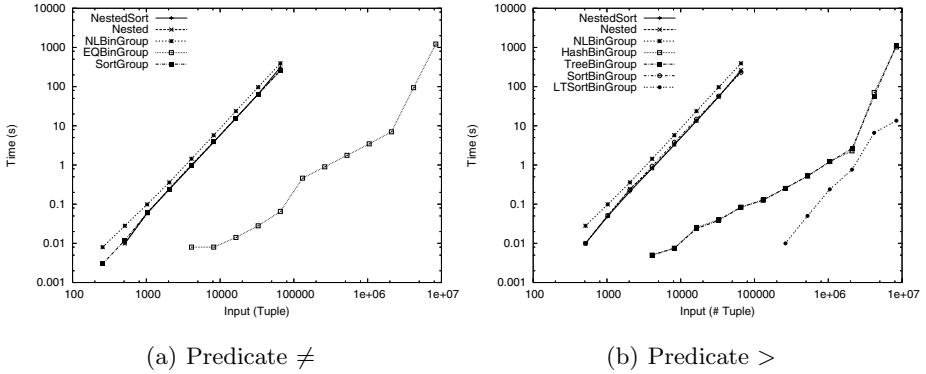 NestedSort
Nested
NLBinGroup
EQBinGroup
SortGroup
Time (s)
10000
1000
100
10
1
0.1
0.01
0.001
100 1000 10000 100000 1e+06 1e+07
Input (Tuple)
(a) Predicate ≠
NestedSort
Nested
NLBinGroup
HashBinGroup
TreeBinGroup
SortBinGroup
LTSortBinGroup
Time (s)
10000
1000
100
10
1
0.1
0.01
0.001
100 1000 10000 100000 1e+06 1e+07
Input (# Tuple)
(b) Predicate >